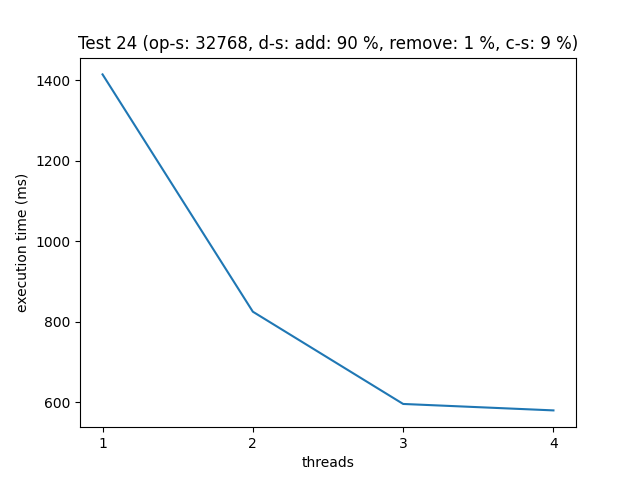 Test 24 (op-s: 32768, d-s: add: 90 %, remove: 1 %, c-s: 9 %)
1400
1200
1000
800
600
execution time (ms)
1 2 3 4
threads